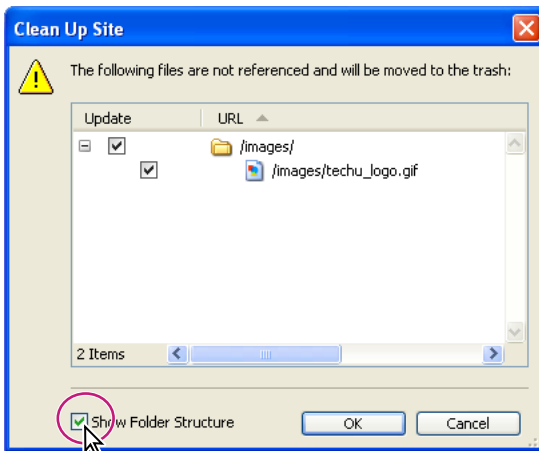 Clean Up Site
The following files are not referenced and will be moved to the trash:
Update URL
/images/
/images/techu_logo.gif
2 Items
Show Folder Structure OK Cancel